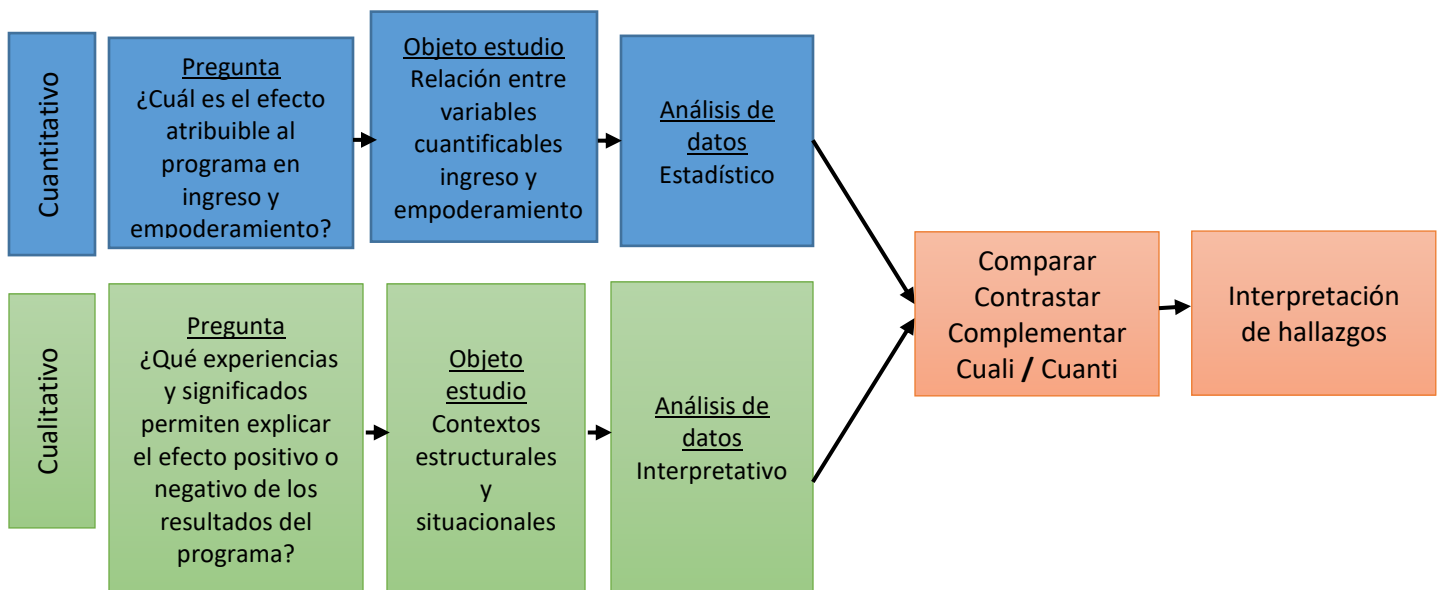 Cuantitativo
Pregunta
¿Cuál es el efecto
atribuible al
programa en
ingreso y
empoderamiento?
Objeto estudio
Relación entre
variables
cuantificables
ingreso y
empoderamiento
Análisis de
datos
Estadístico
Cualitativo
Pregunta
¿Qué experiencias
y significados
permiten explicar
el efecto positivo o
negativo de los
resultados del
programa?
Objeto
estudio
Contextos
estructurales
y
situacionales
Análisis de
datos
Interpretativo
Comparar
Contrastar
Complementar
Cuali / Cuanti
Interpretación
de hallazgos